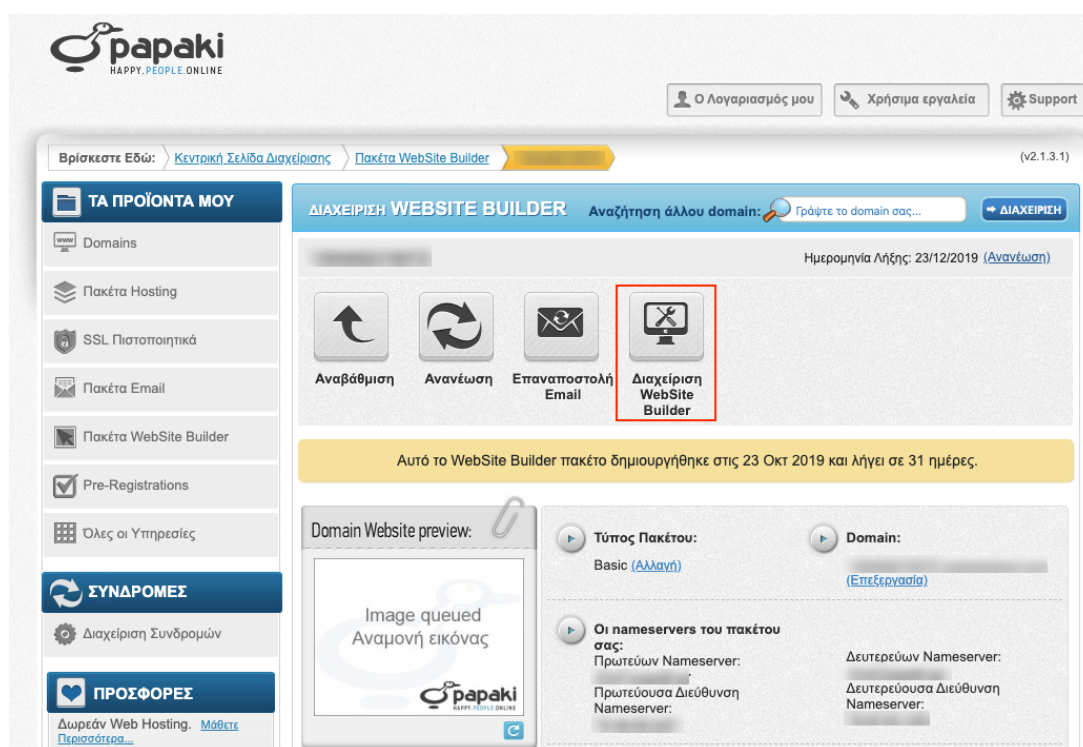 papaki
HAPPY.PEOPLE.ONLINE
Ο Λογαριασμός μου
Χρήσιμα εργαλεία
Support
Βρίσκεστε Εδώ:
Κεντρική Σελίδα Διαχείρισης
Πακέτα WebSite Builder
(v2.1.3.1)
ΤΑ ΠΡΟΪΟΝΤΑ ΜΟΥ
www
Domains
Πακέτα Hosting
SSL Πιστοποιητικά
Πακέτα Email
Πακέτα WebSite Builder
Pre-Registrations
Όλες οι Υπηρεσίες
ΣΥΝΔΡΟΜΕΣ
Διαχείριση Συνδρομών
ΠΡΟΣΦΟΡΕΣ
Δωρεάν Web Hosting. Μάθετε
Περισσότερα...
ΔΙΑΧΕΙΡΙΣΗ WEBSITE BUILDER
Αναζήτηση άλλου domain:
Γράψτε το domain σας...
ΔΙΑΧΕΙΡΙΣΗ
Ημερομηνία Λήξης: 23/12/2019 (Ανανέωση)
Αναβάθμιση
Ανανέωση
Επαναποστολή
Email
Διαχείριση
WebSite
Builder
Αυτό το WebSite Builder πακέτο δημιουργήθηκε στις 23 Οκτ 2019 και λήγει σε 31 ημέρες.
Domain Website preview:
Image queued
Αναμονή εικόνας
papaki
HAPPY.PEOPLE.ONLINE
Τύπος Πακέτου:
Basic (Αλλαγή)
Domain:
(Επεξεργασία)
Οι nameservers του πακέτου
σας:
Πρωτεύων Nameserver:
Πρωτεύουσα Διεύθυνση
Nameserver:
Δευτερεύων Nameserver:
Δευτερεύουσα Διεύθυνση
Nameserver: